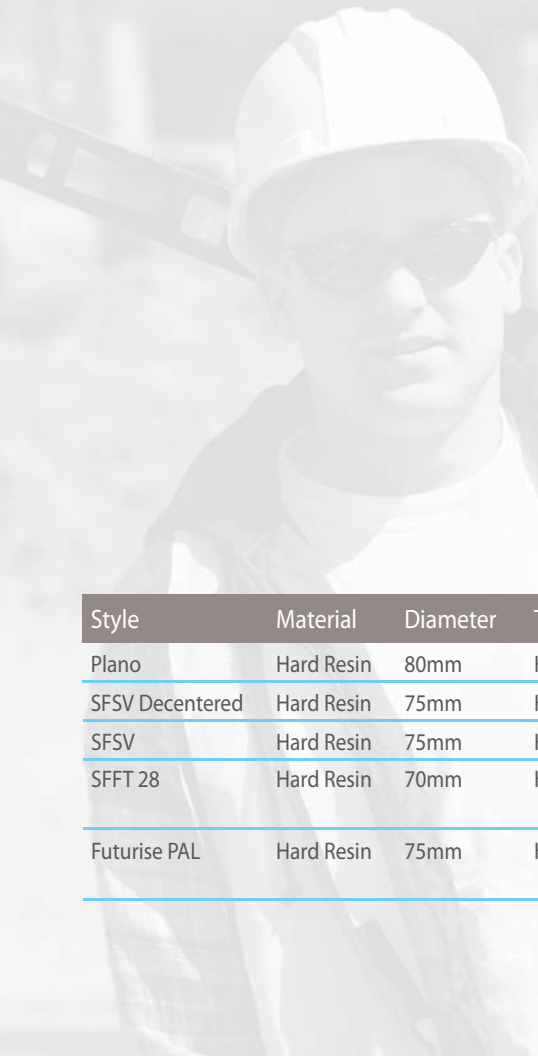 Style Material Diameter T
Plano Hard Resin 80mm H
SFSV Decentered Hard Resin 75mm H
SFSV Hard Resin 75mm H
SFFT 28 Hard Resin 70mm H
Futurise PAL Hard Resin 75mm H